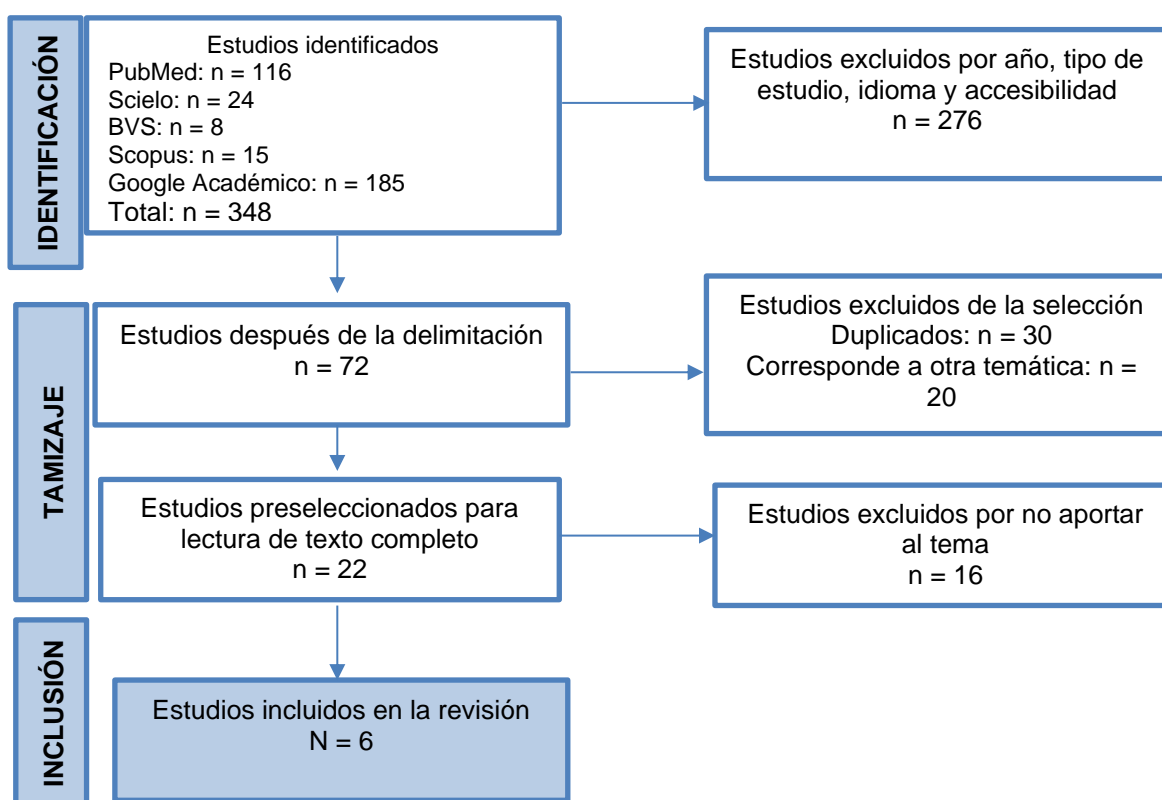 IDENTIFICACIÓN
Estudios identificados
PubMed: n = 116
Scielo: n = 24
BVS: n = 8
Scopus: n = 15
Google Académico: n = 185
Total: n = 348
Estudios excluidos por año, tipo de
estudio, idioma y accesibilidad
n = 276
TAMIZAJE
Estudios después de la delimitación
n = 72
Estudios excluidos de la selección
Duplicados: n = 30
Corresponde a otra temática: n =
20
Estudios preseleccionados para
lectura de texto completo
n = 22
Estudios excluidos por no aportar
al tema
n = 16
INCLUSIÓN
Estudios incluidos en la revisión
N = 6